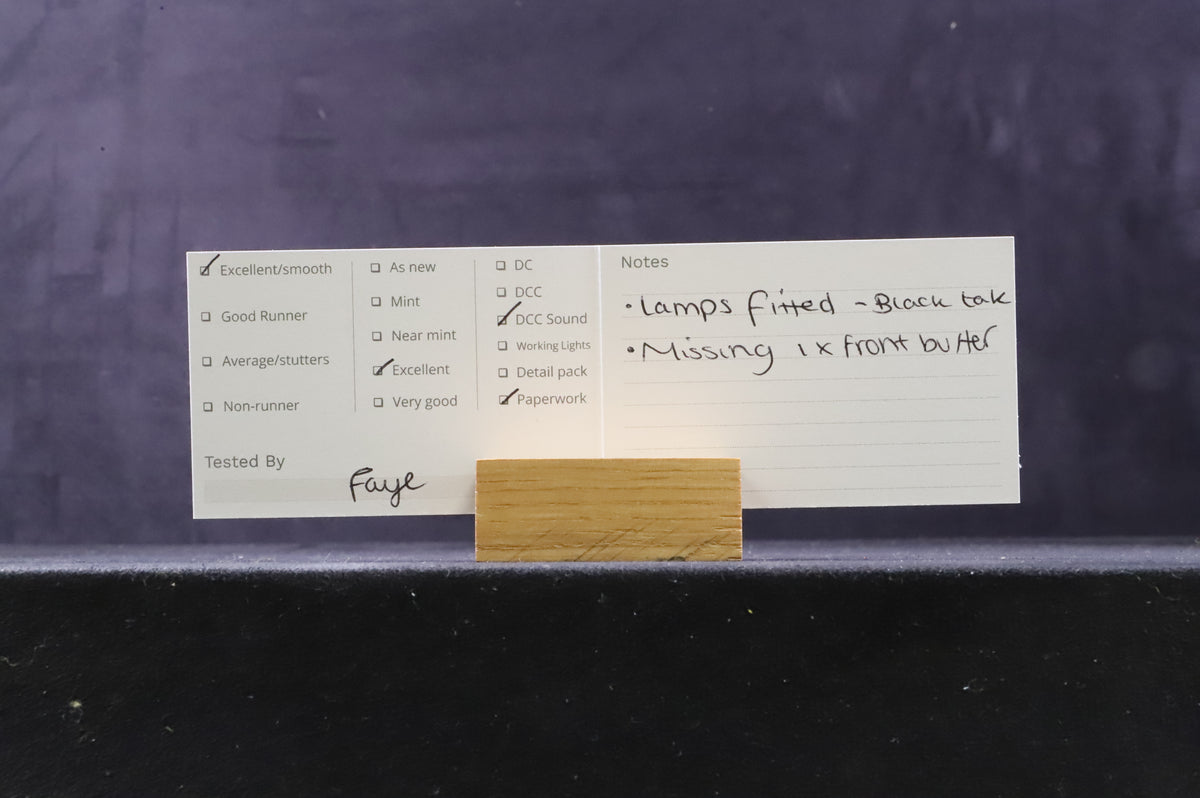 Excellent/smooth
Good Runner
Average/stutters
Non-runner
As new
Mint
Near mint
Excellent
Very good
DC
DCC
DCC Sound
Working Lights
Detail pack
Paperwork
Tested By
Faye
Notes
• Lamps fitted - Black tak
• Missing 1x front buffer